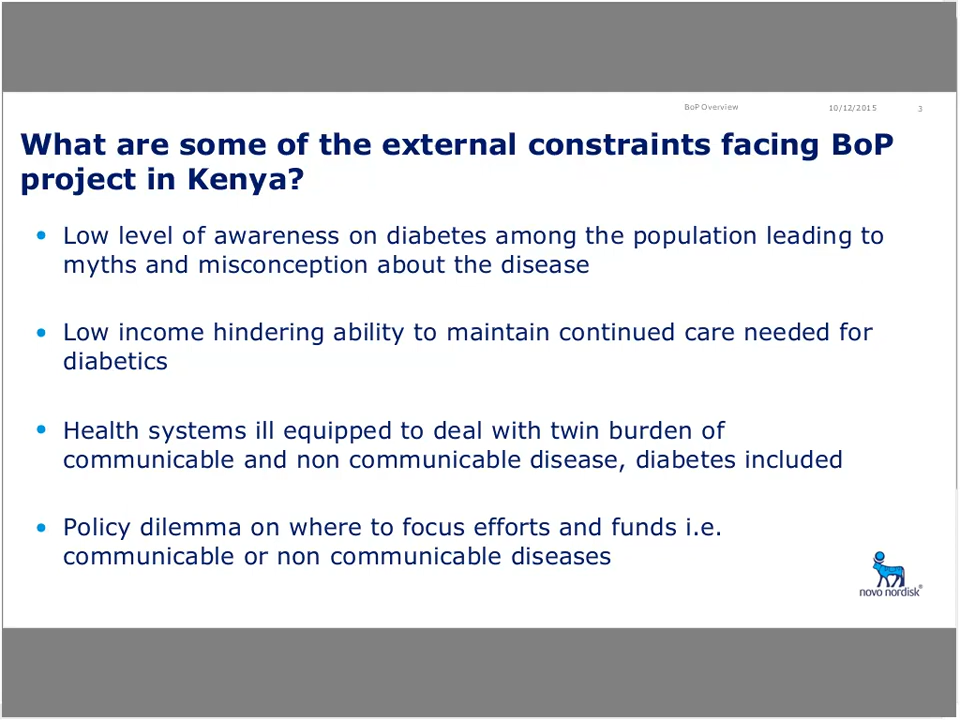 BoP Overview 10/12/2015 3
What are some of the external constraints facing BoP
project in Kenya?
• Low level of awareness on diabetes among the population leading to
myths and misconception about the disease
• Low income hindering ability to maintain continued care needed for
diabetics
• Health systems ill equipped to deal with twin burden of
communicable and non communicable disease, diabetes included
• Policy dilemma on where to focus efforts and funds i.e.
communicable or non communicable diseases
novo nordisk®